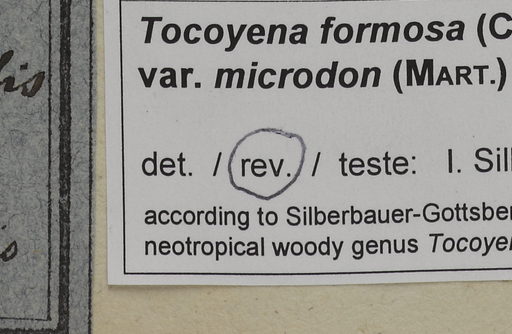 Tocoyena formosa (C
var. microdon (MART.)
det. / rev. / teste: I. Sil
according to Silberbauer-Gottsber
neotropical woody genus Tocoye